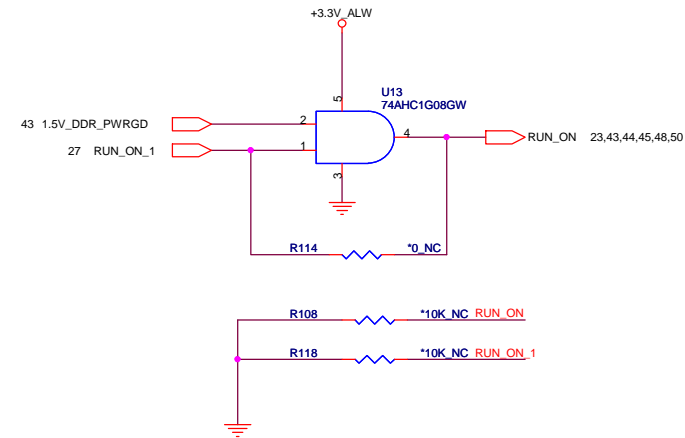 +3.3V_ALW
U13
74AHC1G08GW
5
43 1.5V_DDR_PWRGD
2
4
RUN_ON 23,43,44,45,48,50
27 RUN_ON_1
1
3
R114 *0_NC
R108 *10K_NC RUN_ON
R118 *10K_NC RUN_ON_1